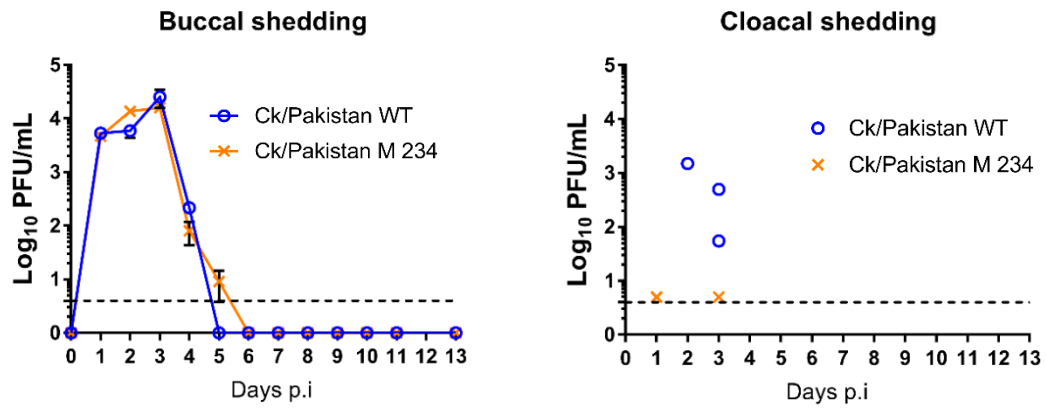 Buccal shedding
5
4
3
2
1
0
Log10 PFU/mL
Ck/Pakistan WT
Ck/Pakistan M 234
0 1 2 3 4 5 6 7 8 9 10 11 13
Days p.i
Cloacal shedding
5
4
3
2
1
0
Log10 PFU/mL
Ck/Pakistan WT
Ck/Pakistan M 234
0 1 2 3 4 5 6 7 8 9 10 11 12 13
Days p.i